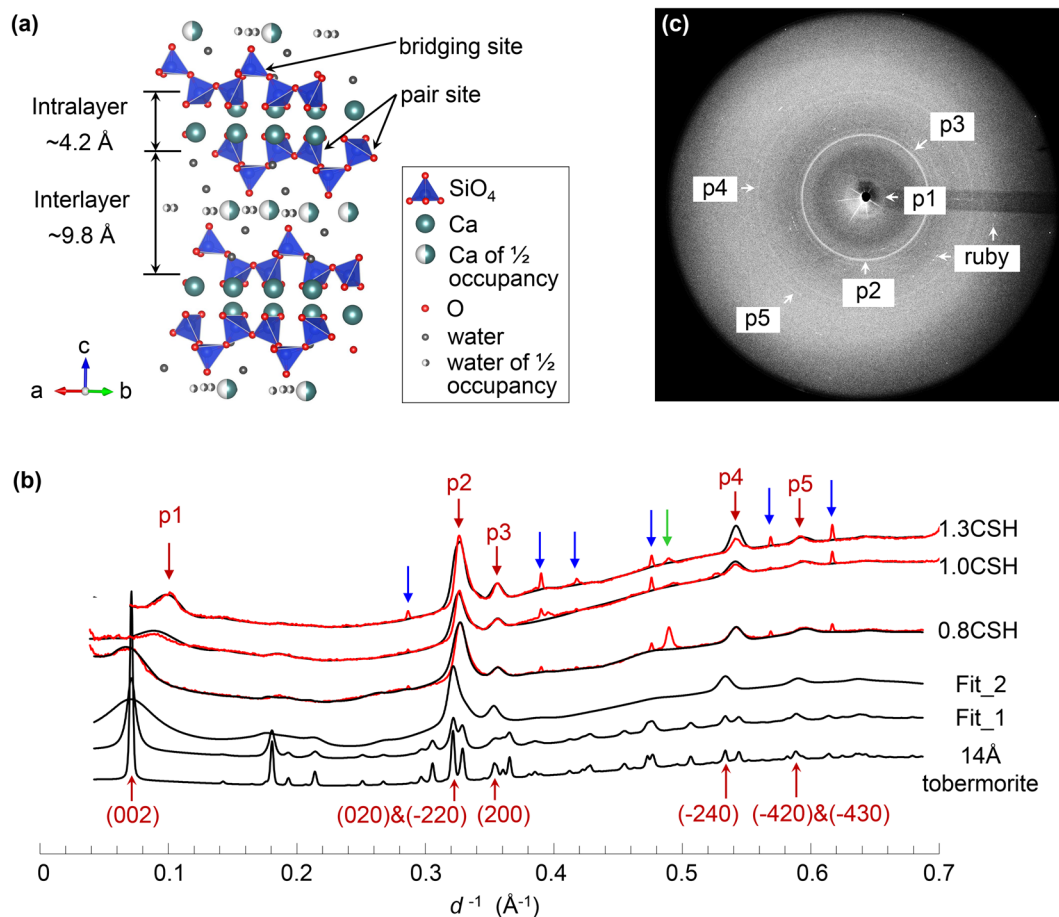 (a)
bridging site
pair site
Intralayer
~4.2 Å
Interlayer
~9.8 Å
c
a
b
SiO4
Ca
Ca of ½
occupancy
O
water
water of ½
occupancy
(c)
p3
p4
p1
ruby
p2
p5
(b)
p1
p2
p3
p4
p5
1.3CSH
1.0CSH
0.8CSH
Fit_2
Fit_1
14Å
tobermorite
(002)
(020)&(-220)
(200)
(-240)
(-420)&(-430)
0
0.1
0.2
0.3
0.4
0.5
0.6
0.7
d -1 (Å-1)